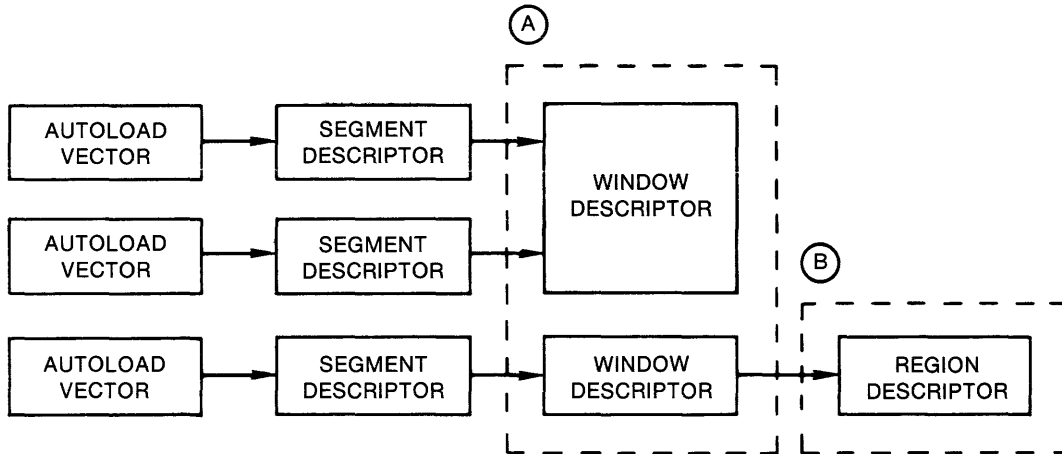 A
AUTOLOAD
VECTOR
SEGMENT
DESCRIPTOR
WINDOW
DESCRIPTOR
AUTOLOAD
VECTOR
SEGMENT
DESCRIPTOR
B
AUTOLOAD
VECTOR
SEGMENT
DESCRIPTOR
WINDOW
DESCRIPTOR
REGION
DESCRIPTOR